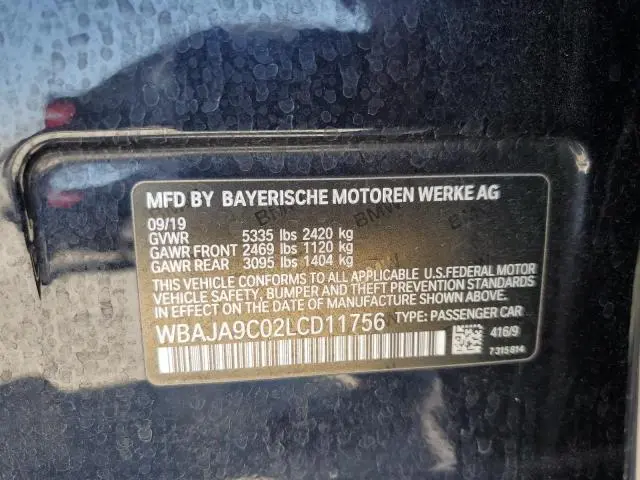 MFD BY BAYERISCHE MOTOREN WERKE AG
09/19
GVWR 5335 lbs 2420 kg
GAWR FRONT 2469 lbs 1120 kg
GAWR REAR 3095 lbs 1404 kg
THIS VEHICLE CONFORMS TO ALL APPLICABLE U.S.FEDERAL MOTOR
VEHICLE SAFETY, BUMPER AND THEFT PREVENTION STANDARDS
IN EFFECT ON THE DATE OF MANUFACTURE SHOWN ABOVE.
WBAJA9C02LCD11756 TYPE: PASSENGER CAR
416/9
7315814